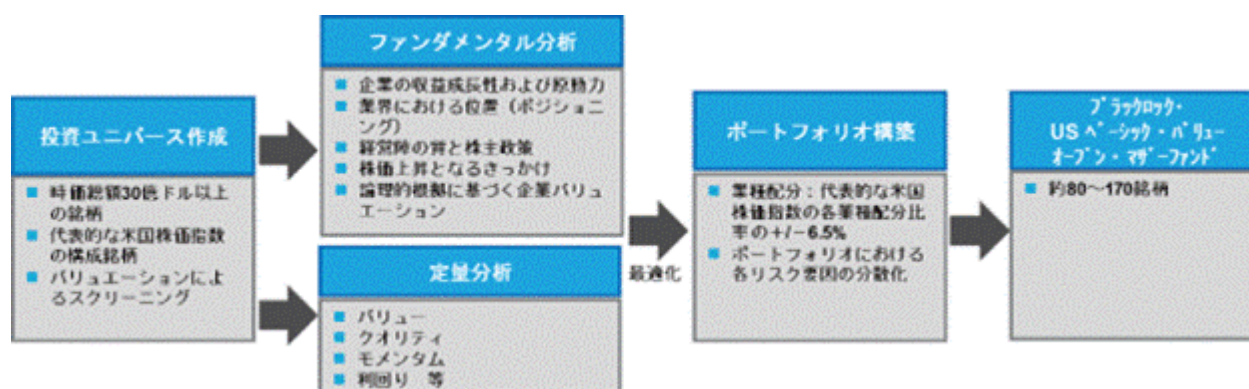 投資ユニバース作成
■ 時価総額30億ドル以上
の銘柄
■ 代表的な米国株価指数
の構成銘柄
■ バリュエーションによ
るスクリーニング
ファンダメンタル分析
■ 企業の収益成長性および原動力
■ 業界における位置（ポジショニ
ング）
■ 経営陣の質と株主政策
■ 株価上昇となるきっかけ
■ 論理的根拠に基づく企業バリュ
エーション
定量分析
■ バリュー
■ クオリティ
■ モメンタム
■ 利回り 等
最適化
ポートフォリオ構築
■ 業種配分：代表的な米国
株価指数の各業種配分比
率の+/−6.5%
■ ポートフォリオにおける
各リスク要因の分散化
ﾌﾞﾗｯｸﾛｯｸ・
US ﾍﾞｰｼｯｸ・ﾊﾞﾘｭｰ
ｵｰﾌﾟﾝ・ﾏｻﾞｰﾌｧﾝﾄﾞ
■ 約80～170銘柄